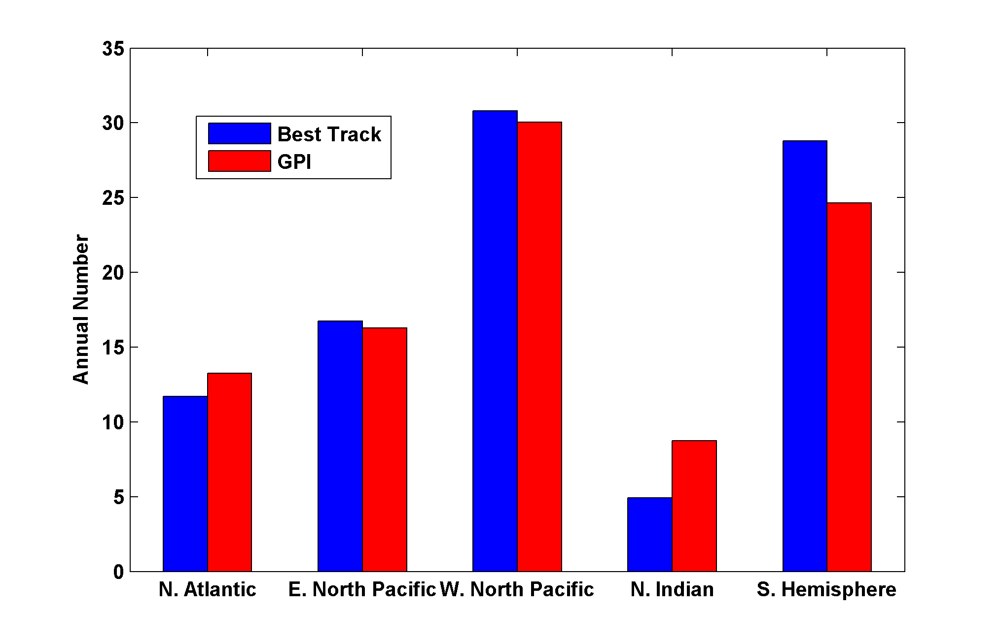 35
30
25
20
15
10
5
0
Annual Number
Best Track
GPI
N. Atlantic E. North Pacific W. North Pacific N. Indian S. Hemisphere